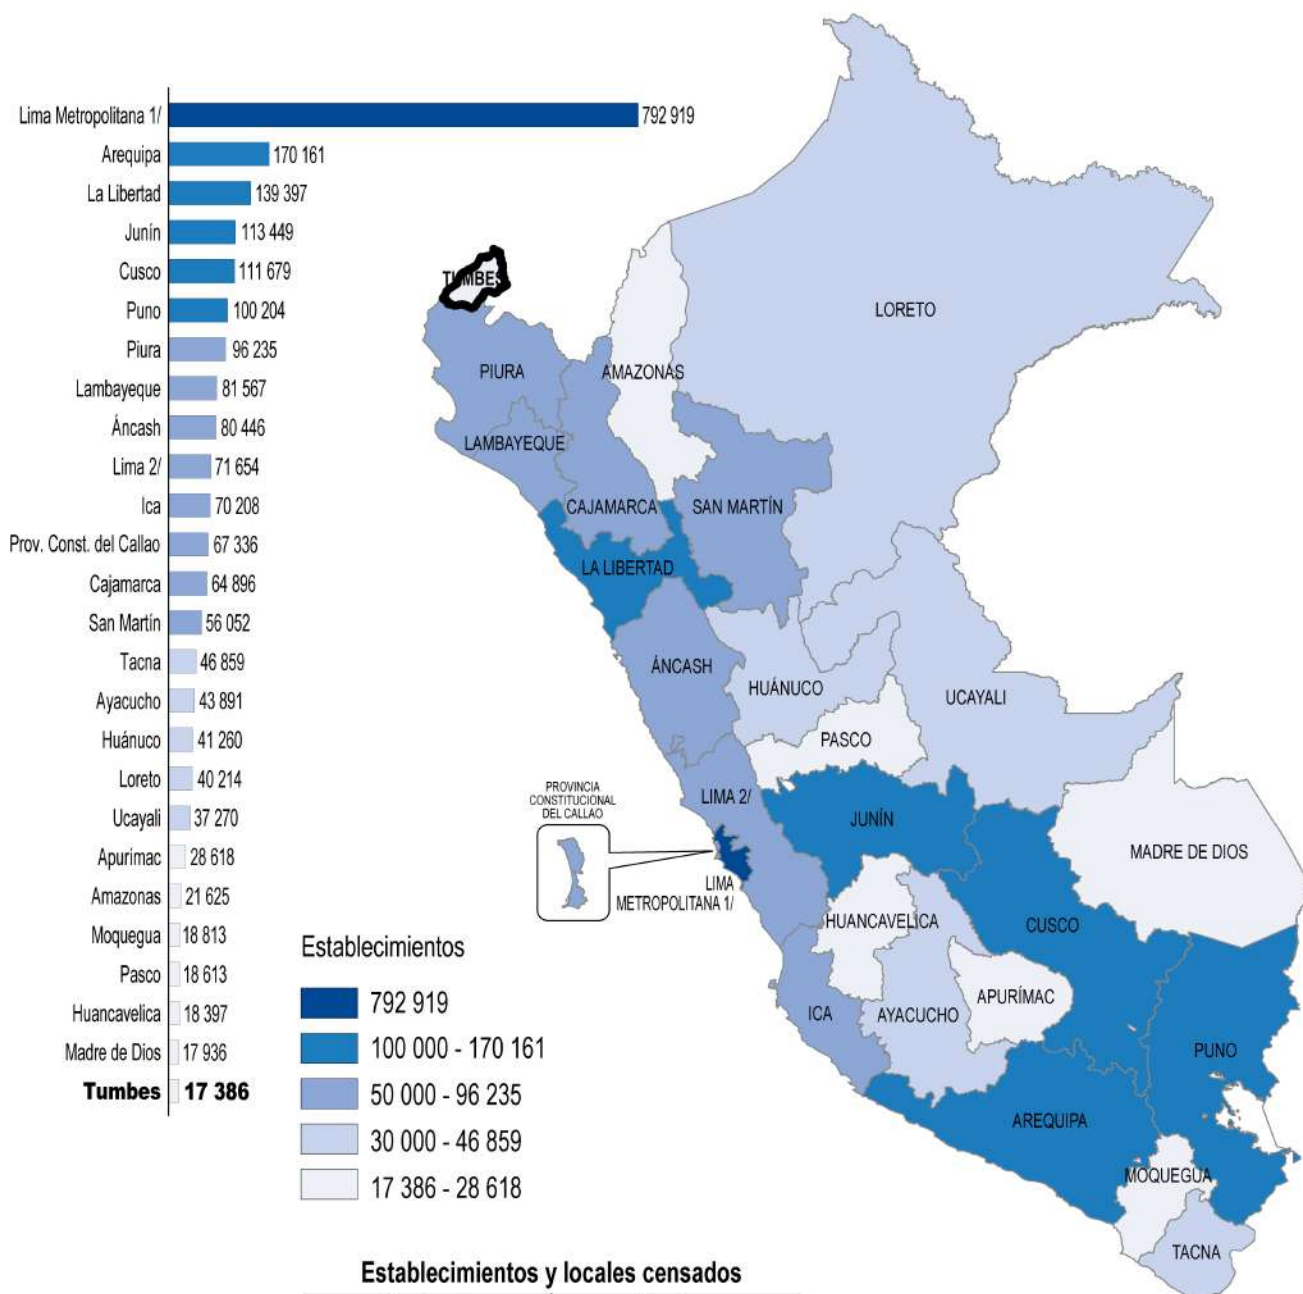 Lima Metropolitana 1/ 792 919
Arequipa 170 161
La Libertad 139 397
Junín 113 449
Cusco 111 679
Puno 100 204
Piura 96 235
Lambayeque 81 567
Áncash 80 446
Lima 2/ 71 654
Ica 70 208
Prov. Const. del Callao 67 336
Cajamarca 64 896
San Martín 56 052
Tacna 46 859
Ayacucho 43 891
Huánuco 41 260
Loreto 40 214
Ucayali 37 270
Apurimac 28 618
Amazonas 21 625
Moquegua 18 813
Pasco 18 613
Huancavelica 18 397
Madre de Dios 17 936
Tumbes 17 386
TUMBES
LORETO
PIURA
AMAZONAS
LAMBAYEQUE
CAJAMARCA
SAN MARTÍN
LA LIBERTAD
ÁNCASH
HUÁNUCO
UCAYALI
PASCO
PROVINCIA
CONSTITUCIONAL
DEL CALLAO
LIMA 2/
JUNÍN
MADRE DE DIOS
LIMA
METROPOLITANA 1/
HUANCAVELICA
CUSCO
APURÍMAC
ICA
AYACUCHO
PUNO
AREQUIPA
MOQUEGUA
TACNA
Establecimientos
792 919
100 000 - 170 161
50 000 - 96 235
30 000 - 46 859
17 386 - 28 618
Establecimientos y locales censados